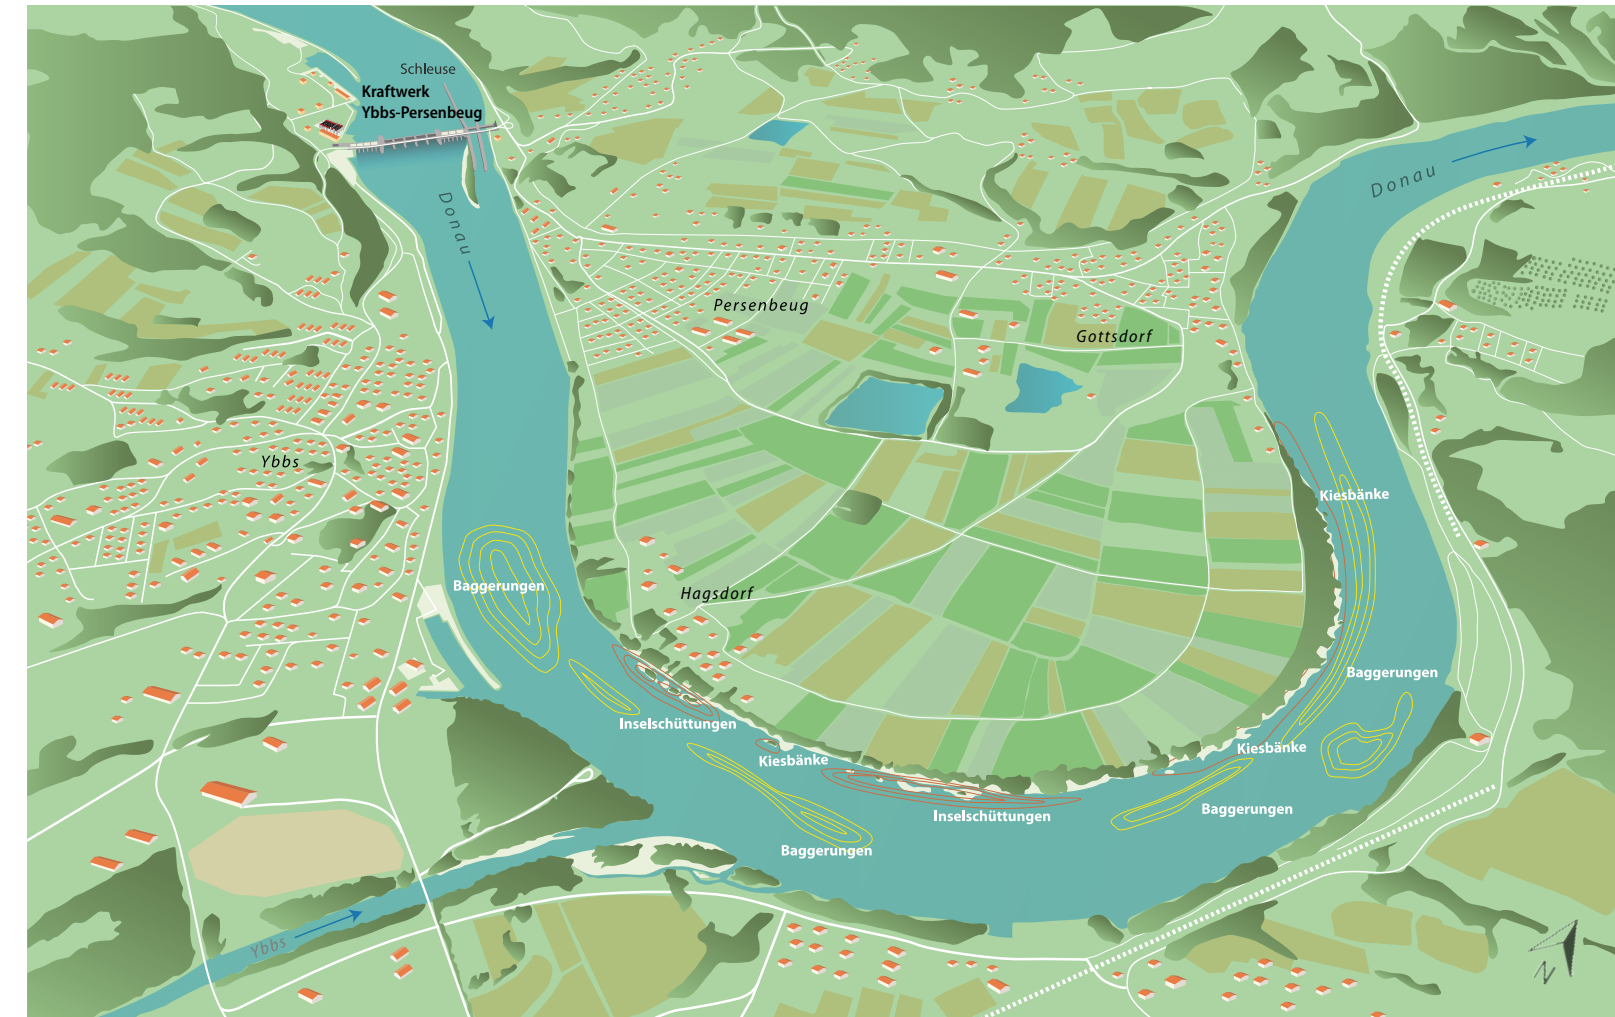 Schleuse
Kraftwerk
Ybbs-Persenbeug
Donau
Donau
Persenbeug
Gottsdorf
Ybbs
Kiesbänke
Baggerungen
Hagsdorf
Baggerungen
Inselschüttungen
Kiesbänke
Kiesbänke
Baggerungen
Inselschüttungen
Baggerungen
Ybbs
N